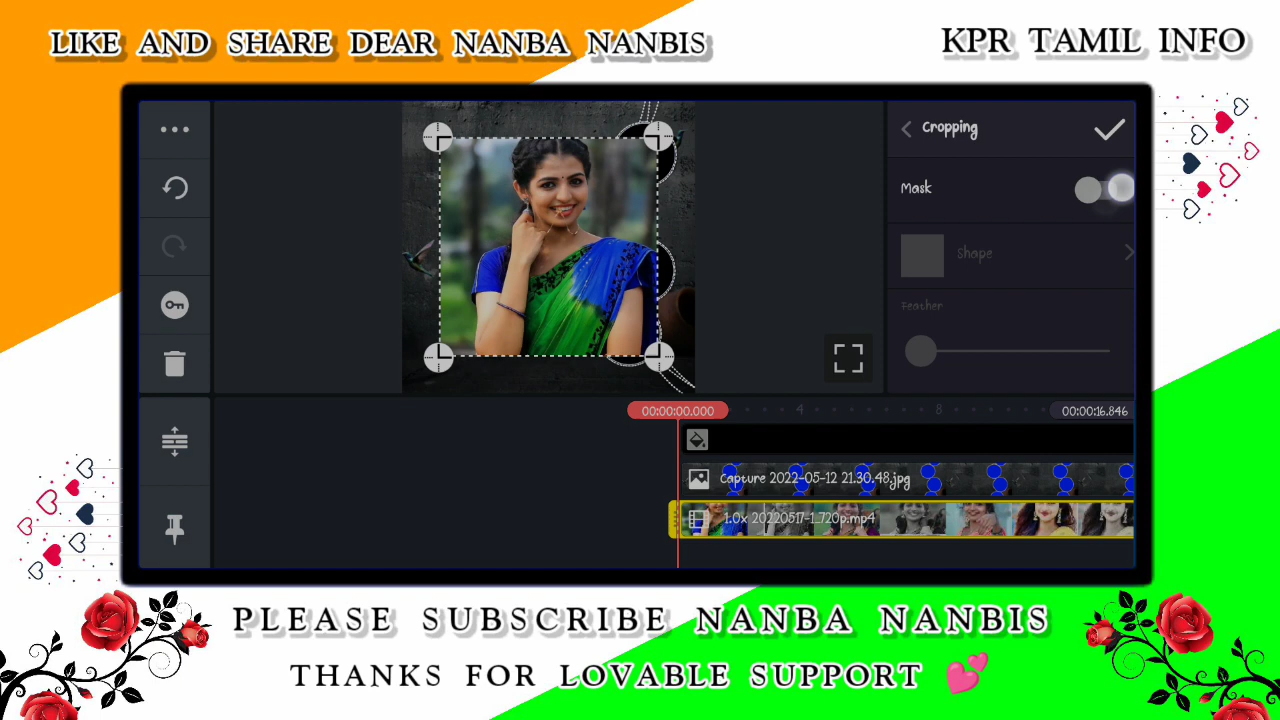 LIKE AND SHARE DEAR NANBA NANBIS
KPR TAMIL INFO
Cropping
Mask
Shape
Feather
00:00:00.000
4
8
00:00:16.846
Capture 2022-05-12 21.30.48.jpg
1.0x 20220517-1_720p.mp4
PLEASE SUBSCRIBE NANBA NANBIS
THANKS FOR LOVABLE SUPPORT 💕